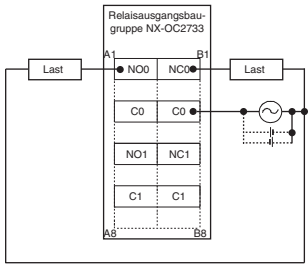 Relaisausgangsbau-
gruppe NX-OC2733
A1 B1
Last NO0 NC0 Last
C0 C0
NO1 NC1
C1 C1
A8 B8